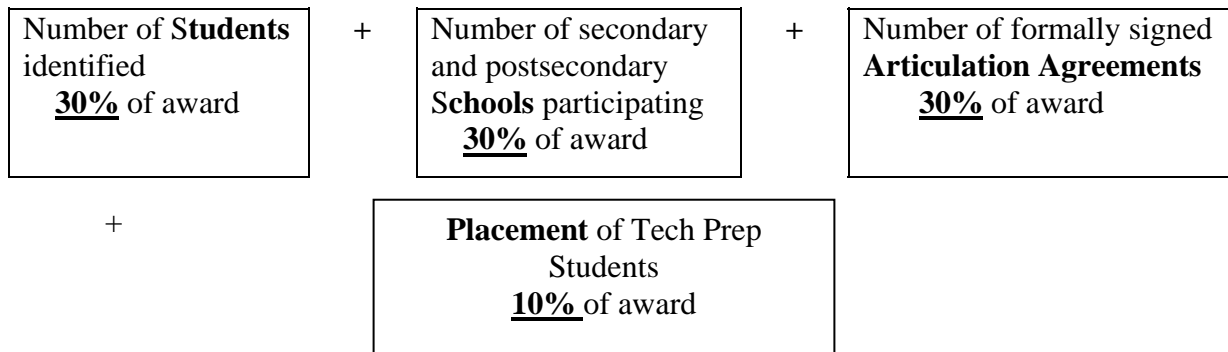 Number of Students
identified
30% of award
+
Number of secondary
and postsecondary
Schools participating
30% of award
+
Number of formally signed
Articulation Agreements
30% of award
+
Placement of Tech Prep
Students
10% of award